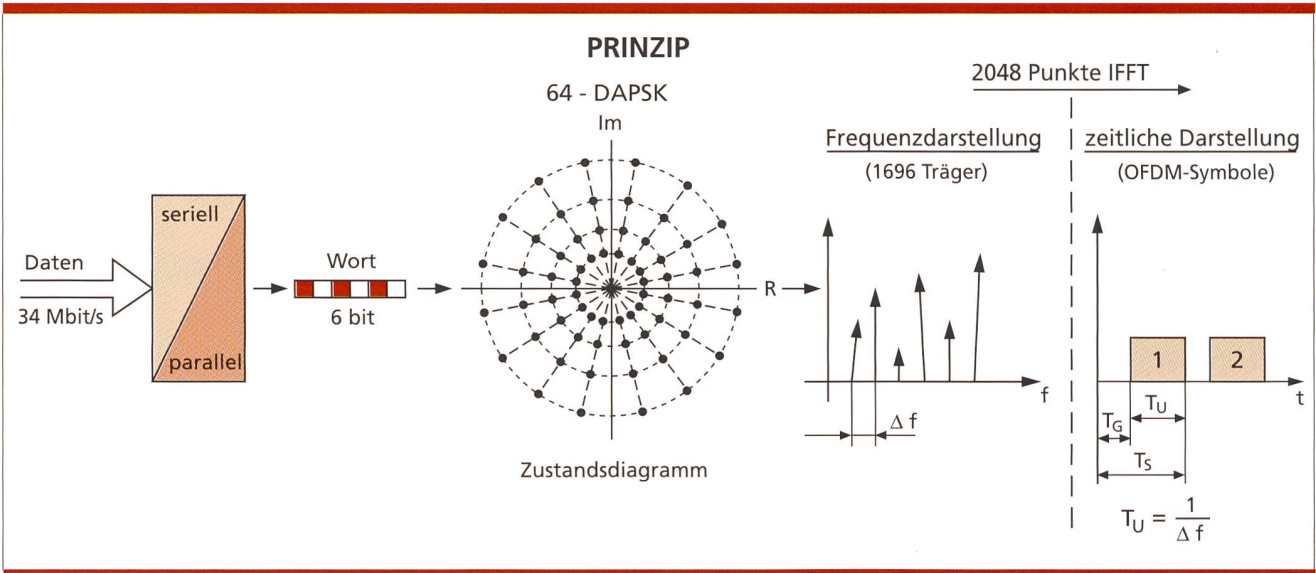 PRINZIP
64 - DAPSK
Im
R
Zustandsdiagramm
Daten
34 Mbit/s
seriell
parallel
Wort
6 bit
2048 Punkte IFFT
Frequenzdarstellung
(1696 Träger)
f
Δ f
zeitliche Darstellung
(OFDM-Symbole)
1
2
t
T_U
T_G
T_S
T_U = 1
Δ f